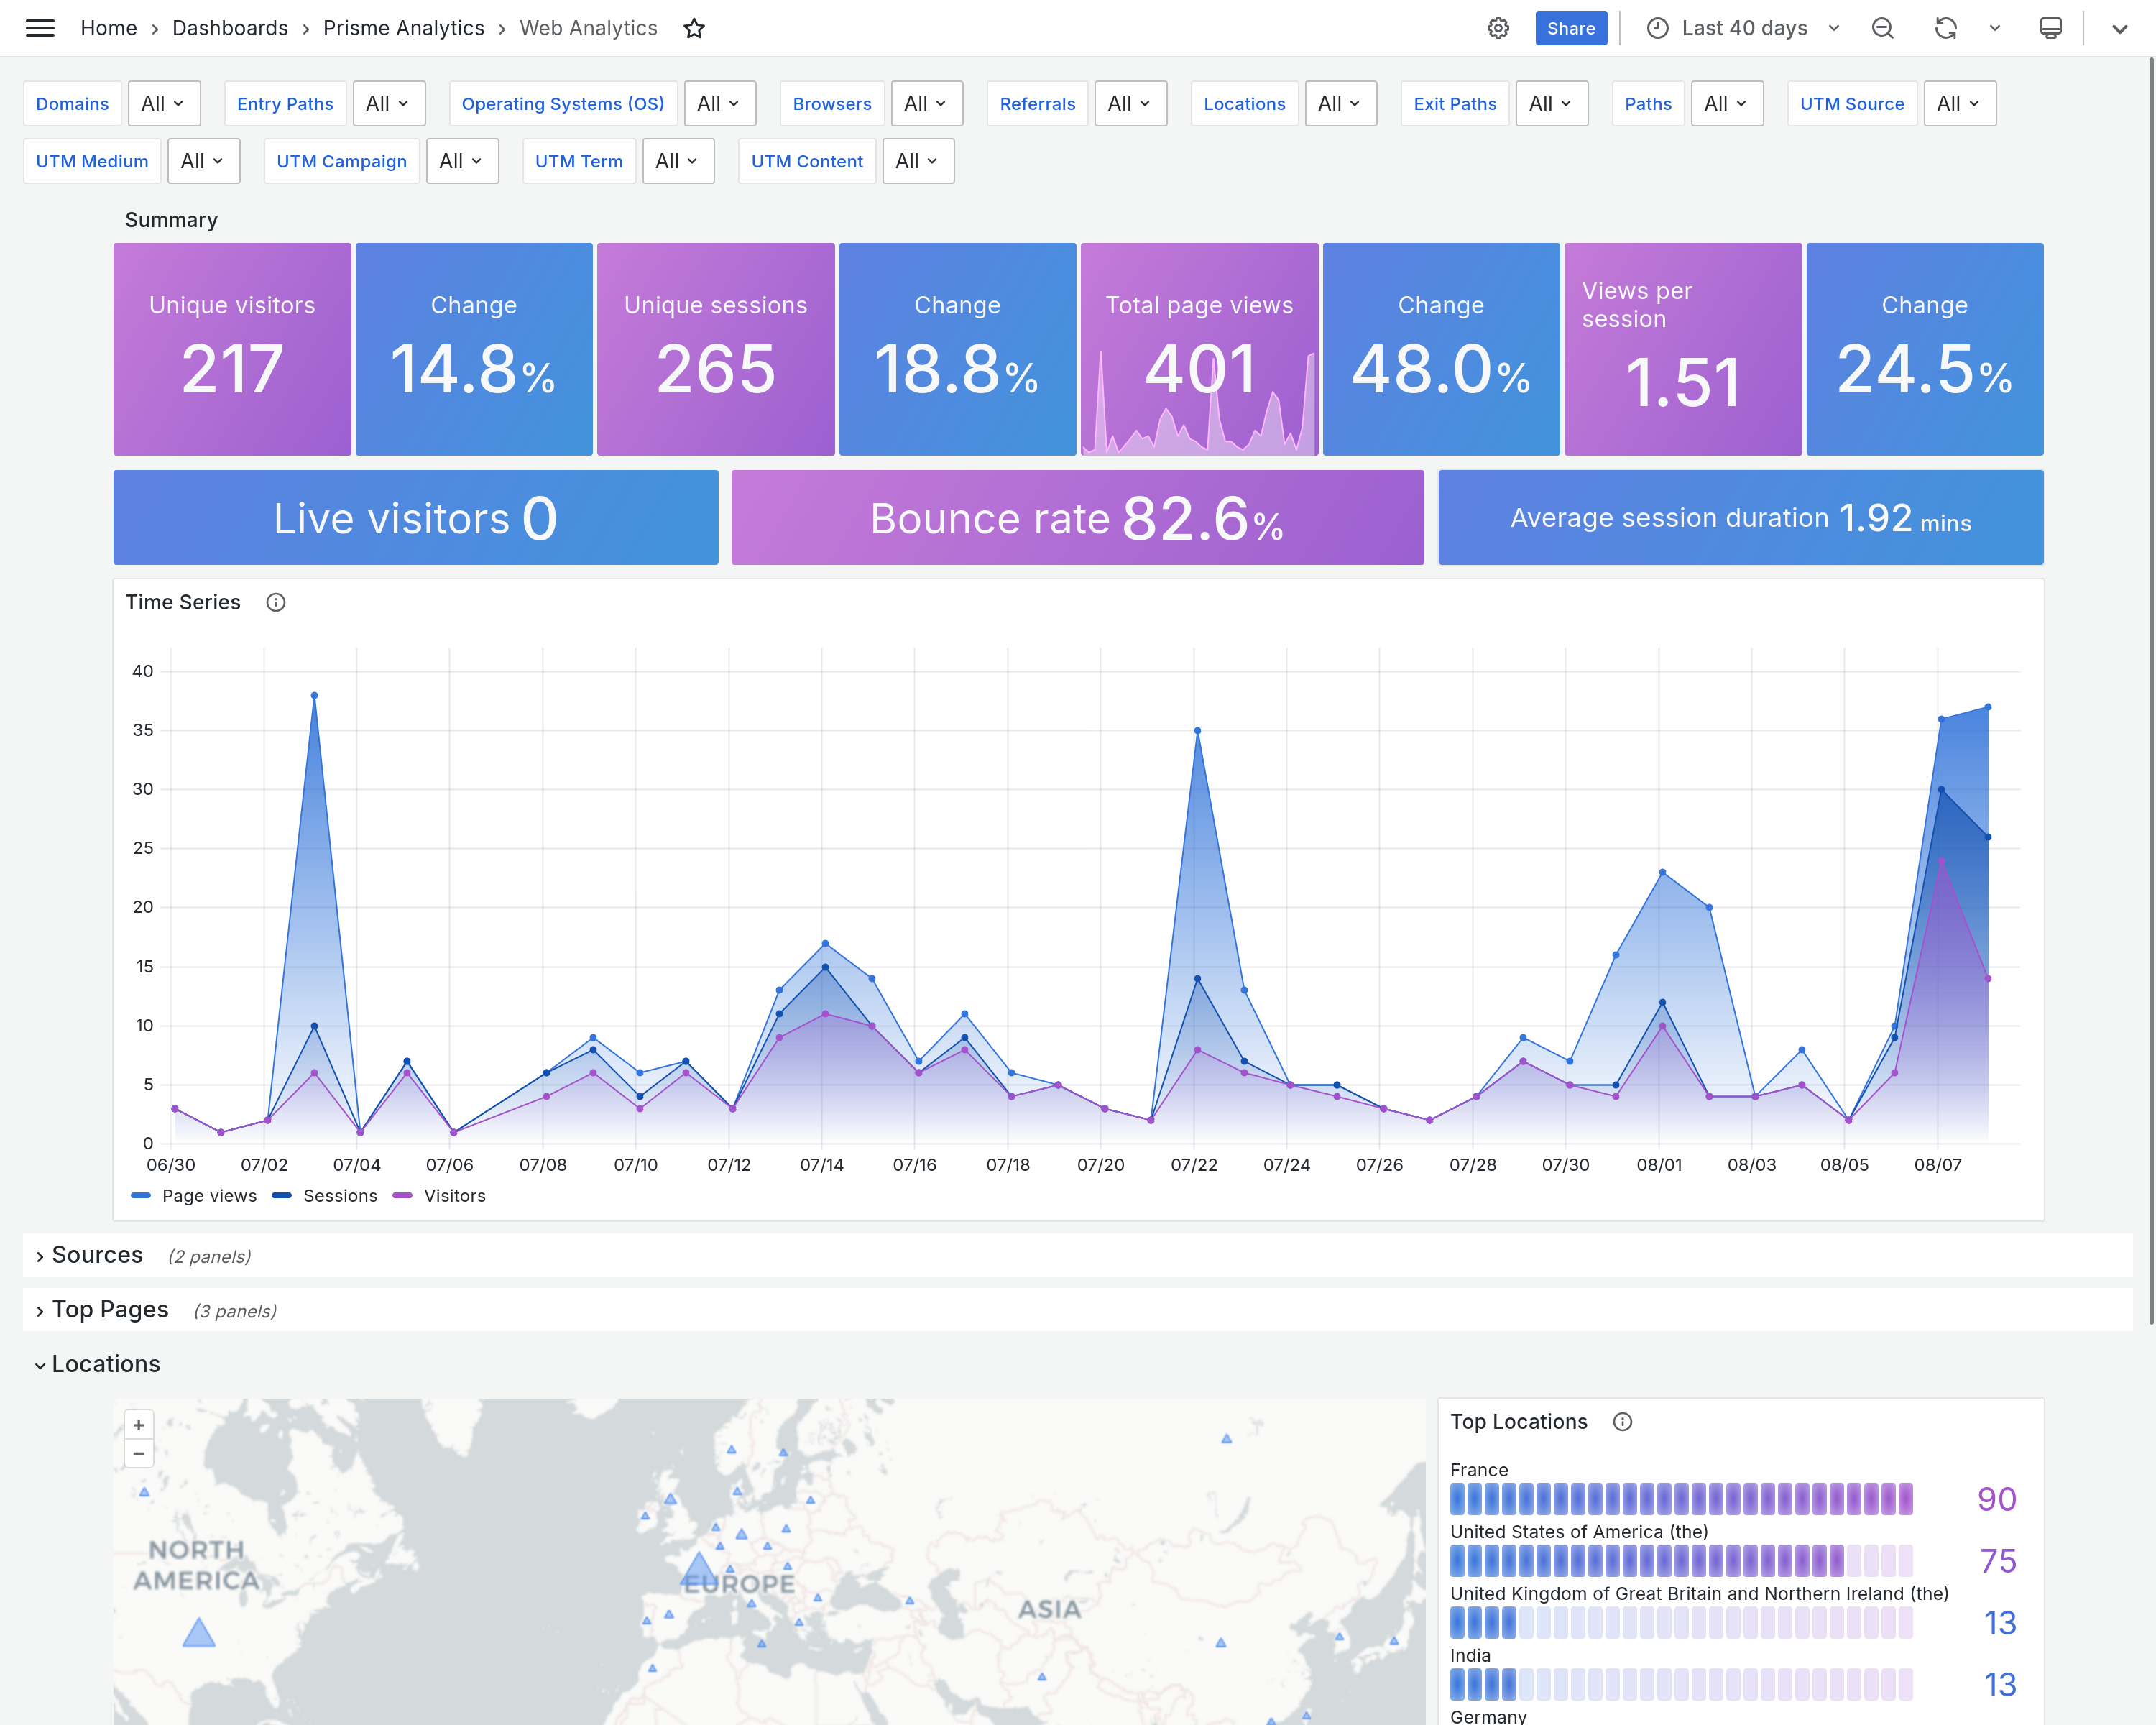 Home › Dashboards › Prisme Analytics › Web Analytics Share Last 40 days
Domains All Entry Paths All Operating Systems (OS) All Browsers All Referrals All Locations All Exit Paths All Paths All UTM Source All
UTM Medium All UTM Campaign All UTM Term All UTM Content All
Summary
Unique visitors
217
Change
14.8%
Unique sessions
265
Change
18.8%
Total page views
401
Change
48.0%
Views per
session
1.51
Change
24.5%
Live visitors 0
Bounce rate 82.6%
Average session duration 1.92 mins
Time Series
40
35
30
25
20
15
10
5
0
06/30 07/02 07/04 07/06 07/08 07/10 07/12 07/14 07/16 07/18 07/20 07/22 07/24 07/26 07/28 07/30 08/01 08/03 08/05 08/07
Page views Sessions Visitors
Sources (2 panels)
Top Pages (3 panels)
Locations
+
−
NORTH
AMERICA
EUROPE
ASIA
Top Locations
France
90
United States of America (the)
75
United Kingdom of Great Britain and Northern Ireland (the)
13
India
13
Germany